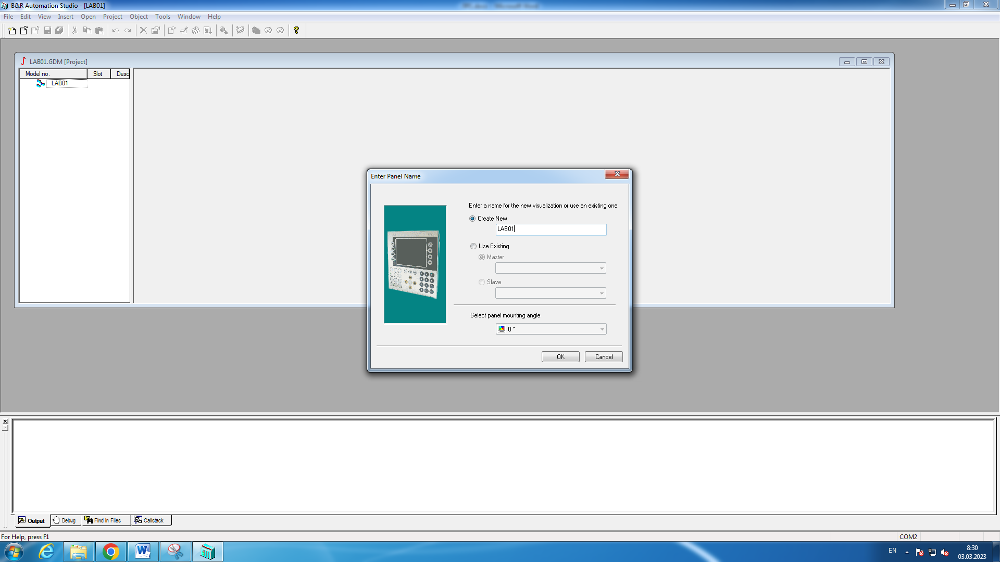 B&R Automation Studio - [LAB01]
File Edit View Insert Open Project Object Tools Window Help
LAB01.GDM [Project]
Model no. Slot Desc
LAB01
Enter Panel Name
Enter a name for the new visualization or use an existing one
Create New
LAB01
Use Existing
Master
Slave
Select panel mounting angle
0 °
OK Cancel
Output Debug Find in Files Callstack
For Help, press F1
COM2
EN
8:30
03.03.2023